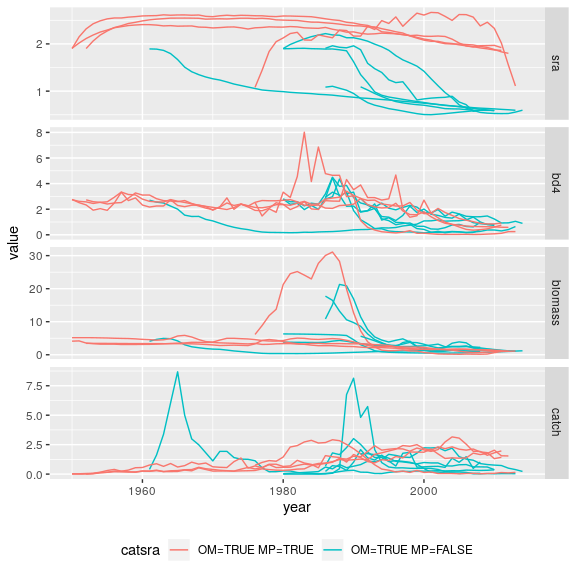 2
1
sra
8
6
4
2
0
bd4
value
30
20
10
0
biomass
7.5
5.0
2.5
0.0
catch
1960 1980 2000
year
catsra OM=TRUE MP=TRUE OM=TRUE MP=FALSE